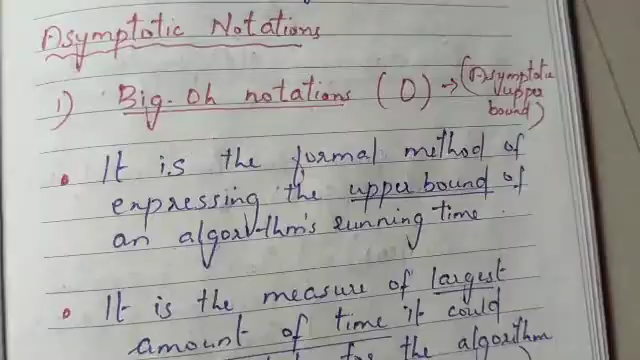 Asymptotic Notations
1) Big-Oh notations (O) → (Asymptotic upper bound)
• It is the formal method of
expressing the upper bound of
an algorithm's running time.
• It is the measure of largest
amount of time it could
for the algorithm